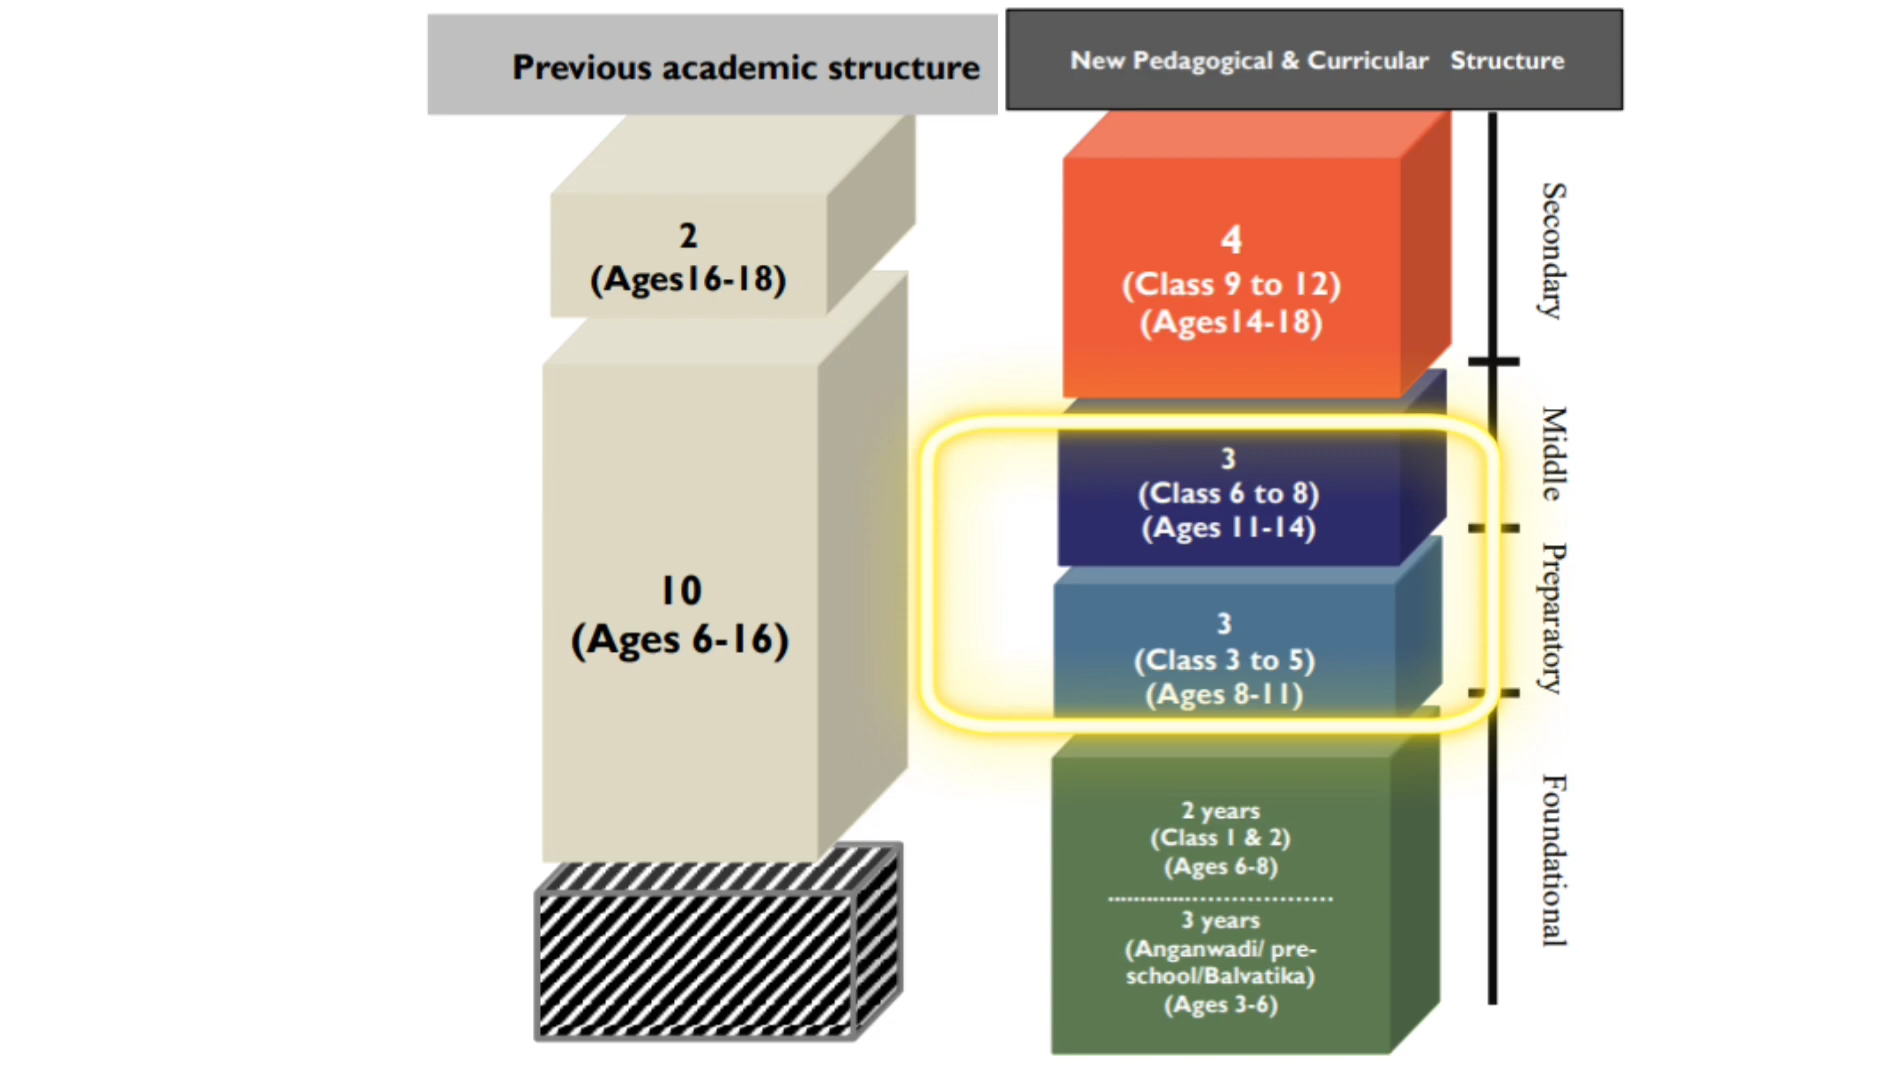 Previous academic structure
New Pedagogical & Curricular Structure
2
(Ages16-18)
10
(Ages 6-16)
4
(Class 9 to 12)
(Ages14-18)
3
(Class 6 to 8)
(Ages 11-14)
3
(Class 3 to 5)
(Ages 8-11)
2 years
(Class 1 & 2)
(Ages 6-8)
3 years
(Anganwadi/ pre-
school/Balvatika)
(Ages 3-6)
Secondary
Middle
Preparatory
Foundational